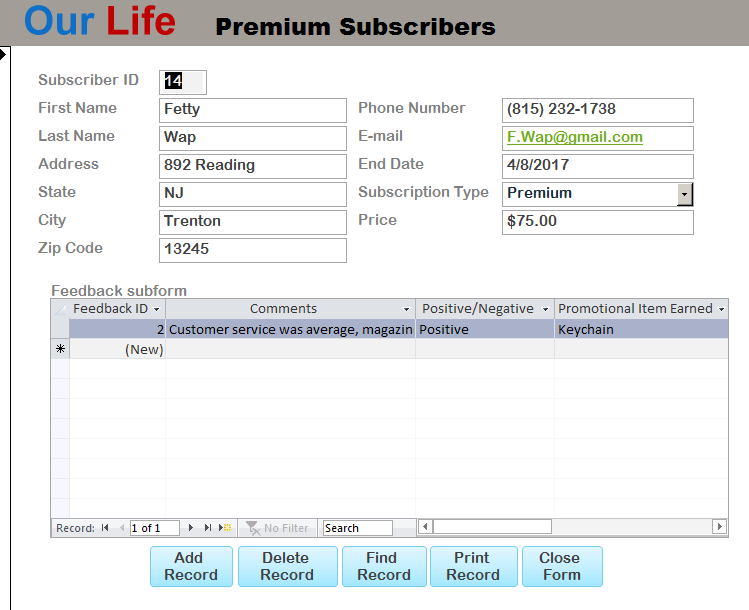 Our Life Premium Subscribers
Subscriber ID 14
First Name Fetty Phone Number (815) 232-1738
Last Name Wap E-mail F.Wap@gmail.com
Address 892 Reading End Date 4/8/2017
State NJ Subscription Type Premium
City Trenton Price $75.00
Zip Code 13245
Feedback subform
Feedback ID Comments Positive/Negative Promotional Item Earned
2 Customer service was average, magazin Positive Keychain
* (New)
Record: 1 of 1 No Filter Search
Add Record Delete Record Find Record Print Record Close Form